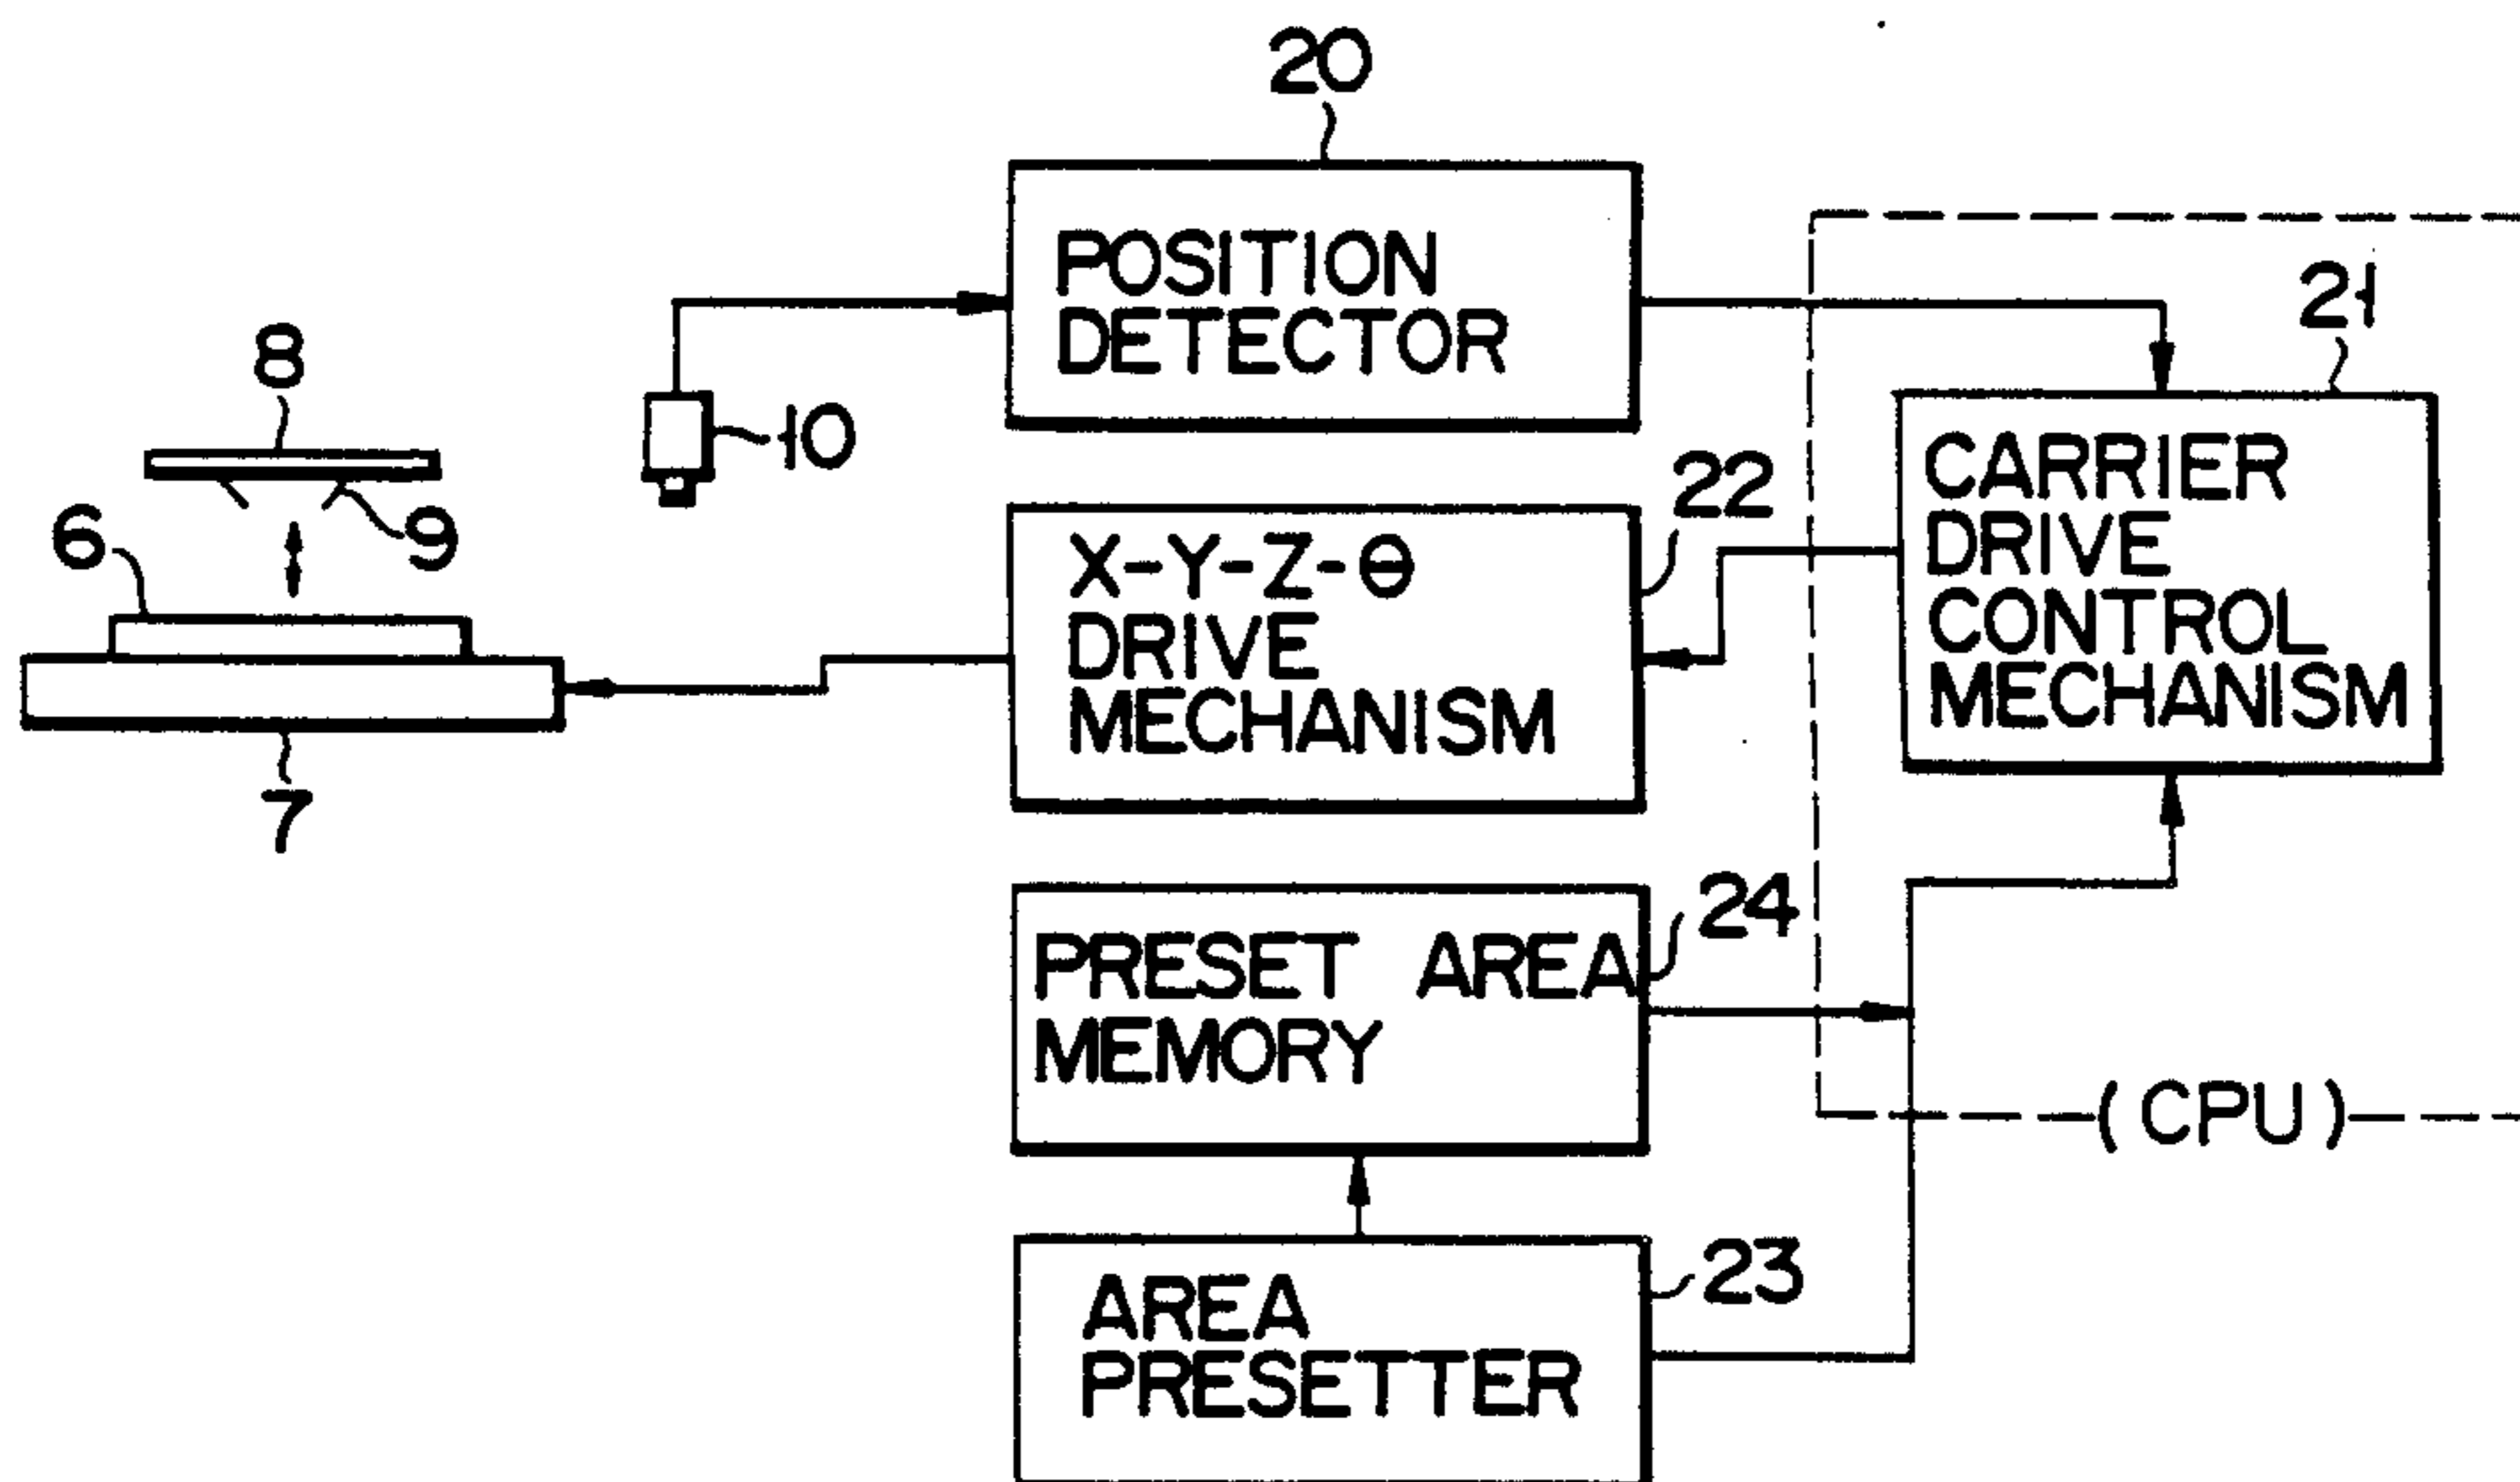 20
POSITION
DETECTOR
21
8
10
CARRIER
DRIVE
CONTROL
MECHANISM
22
6
9
X-Y-Z-Θ
DRIVE
MECHANISM
7
24
PRESET AREA
MEMORY
(CPU)
23
AREA
PRESETTER